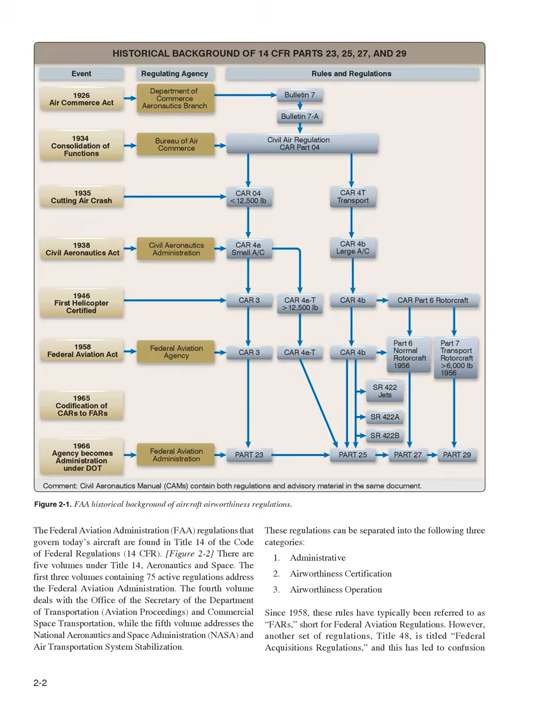 HISTORICAL BACKGROUND OF 14 CFR PARTS 23, 25, 27, AND 29
Event
Regulating Agency
Rules and Regulations
1926
Air Commerce Act
Department of
Commerce
Aeronautics Branch
Bulletin 7
Bulletin 7-A
1934
Consolidation of
Functions
Bureau of Air
Commerce
Civil Air Regulation
CAR Part 04
1935
Cutting Air Crash
CAR 04
<12,500 lb
CAR 4T
Transport
1938
Civil Aeronautics Act
Civil Aeronautics
Administration
CAR 4a
Small A/C
CAR 4b
Large A/C
1946
First Helicopter
Certified
CAR 3
CAR 4a-T
>12,500 lb
CAR 4b
CAR Part 6 Rotorcraft
1958
Federal Aviation Act
Federal Aviation
Agency
CAR 3
CAR 4a-T
CAR 4b
Part 6
Normal
Rotorcraft
1956
Part 7
Transport
Rotorcraft
>6,000 lb
1956
1965
Codification of
CARs to FARs
SR 422
Jets
SR 422A
SR 422B
1966
Agency becomes
Administration
under DOT
Federal Aviation
Administration
PART 23
PART 25
PART 27
PART 29
Comment: Civil Aeronautics Manual (CAMs) contain both regulations and advisory material in the same document.
Figure 2-1. FAA historical background of aircraft airworthiness regulations.
The Federal Aviation Administration (FAA) regulations that
govern today's aircraft are found in Title 14 of the Code
of Federal Regulations (14 CFR). [Figure 2-2] There are
five volumes under Title 14, Aeronautics and Space. The
first three volumes containing 75 active regulations address
the Federal Aviation Administration. The fourth volume
deals with the Office of the Secretary of the Department
of Transportation (Aviation Proceedings) and Commercial
Space Transportation, while the fifth volume addresses the
National Aeronautics and Space Administration (NASA) and
Air Transportation System Stabilization.
These regulations can be separated into the following three
categories:
1. Administrative
2. Airworthiness Certification
3. Airworthiness Operation
Since 1958, these rules have typically been referred to as
“FARs,” short for Federal Aviation Regulations. However,
another set of regulations, Title 48, is titled “Federal
Acquisitions Regulations,” and this has led to confusion
2-2